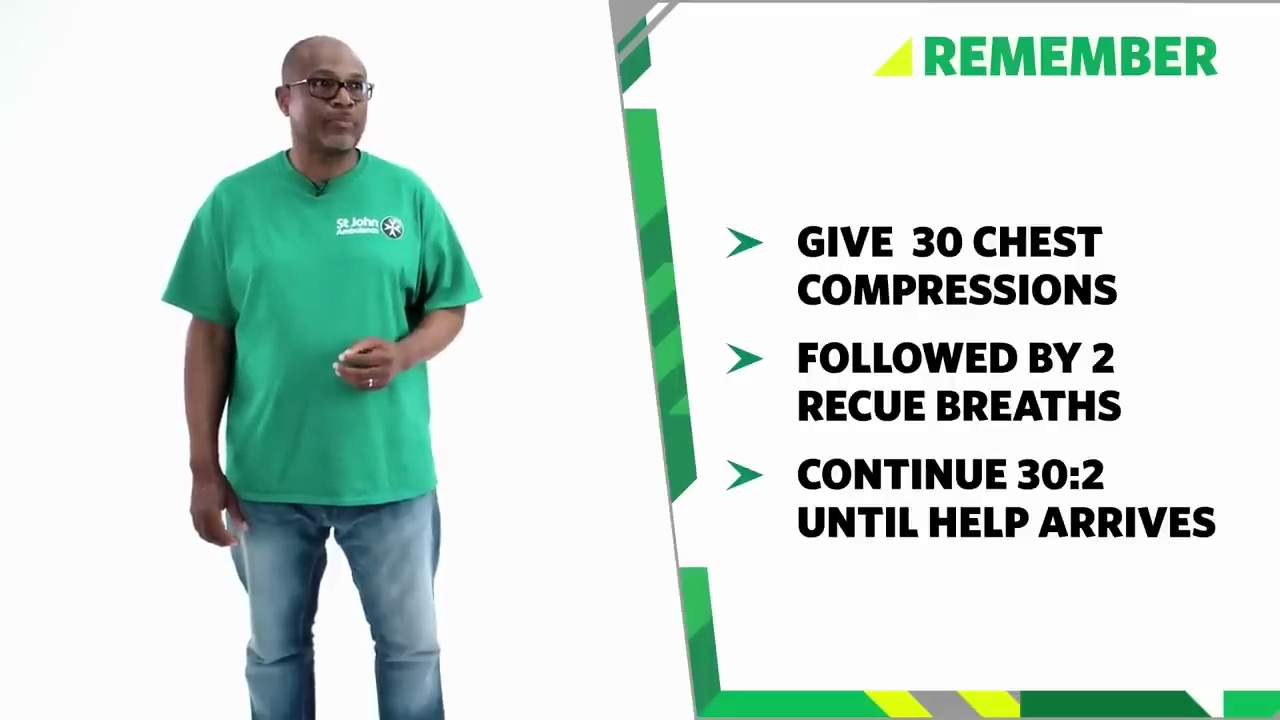 REMEMBER
St John
Ambulance
GIVE 30 CHEST
COMPRESSIONS
FOLLOWED BY 2
RECUE BREATHS
CONTINUE 30:2
UNTIL HELP ARRIVES